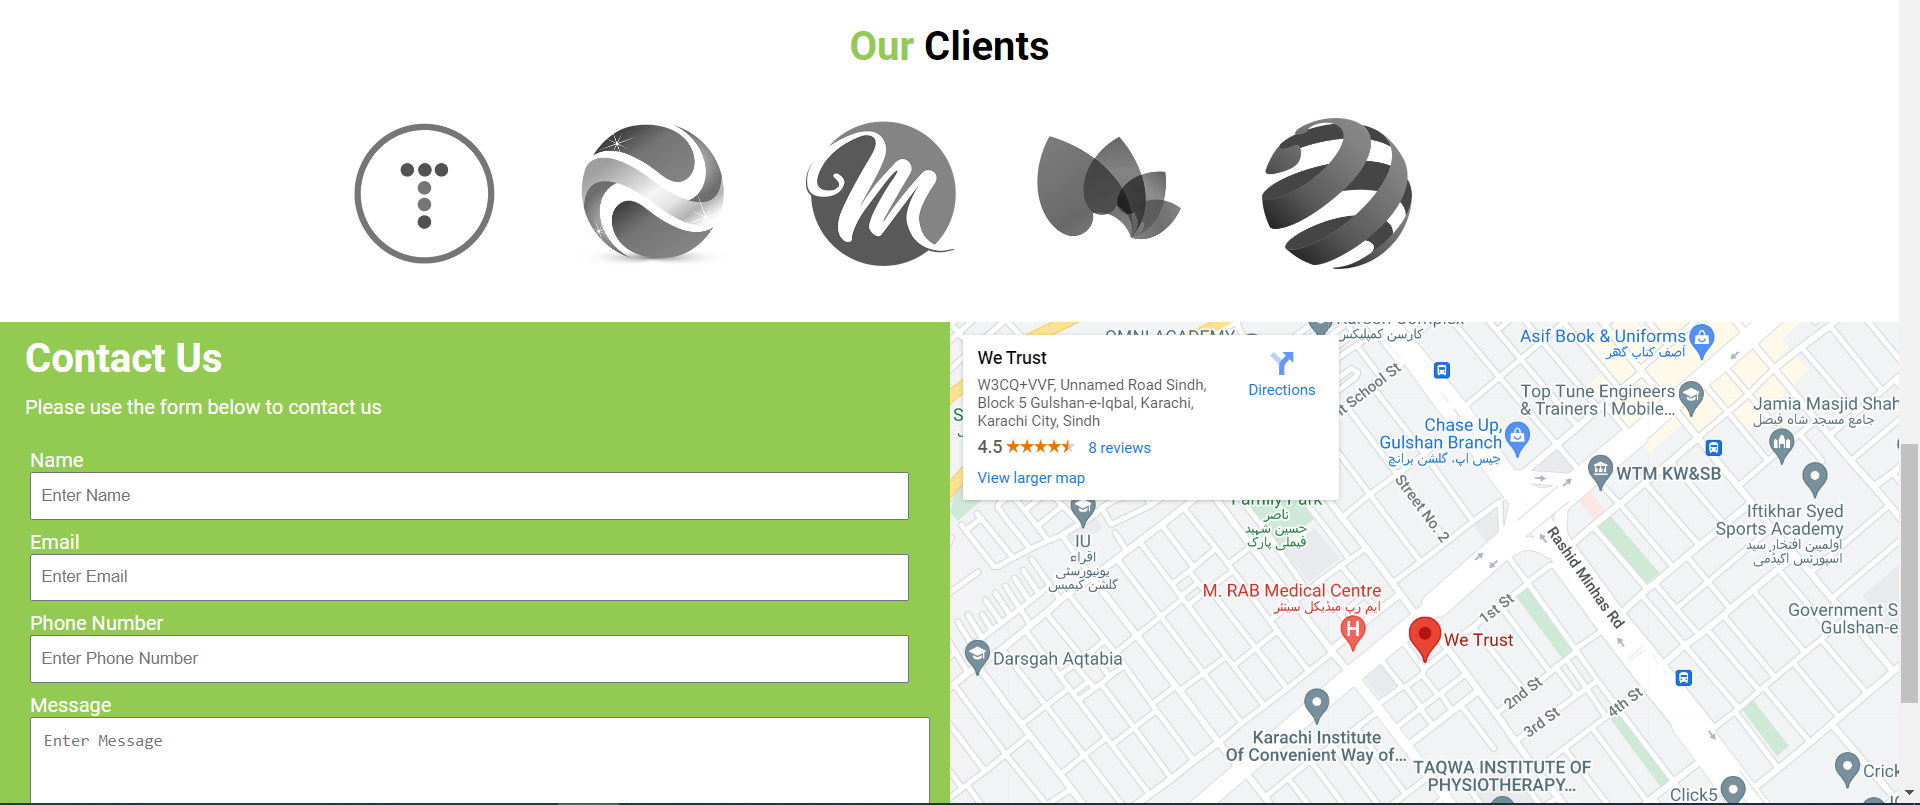 Our Clients
Contact Us
Please use the form below to contact us
Name
Enter Name
Email
Enter Email
Phone Number
Enter Phone Number
Message
Enter Message
We Trust
W3CQ+VVF, Unnamed Road Sindh,
Block 5 Gulshan-e-Iqbal, Karachi,
Karachi City, Sindh
4.5
8 reviews
View larger map
Directions
OMNI ACADEMY
کارسن کمپلیکس
Asif Book & Uniforms
آصف کتاب گھر
Top Tune Engineers
& Trainers | Mobile...
Jamia Masjid Shah
جامع مسجد شاہ فیصل
Chase Up,
Gulshan Branch
چیس اپ، گلشن برانچ
WTM KW&SB
Street No. 2
Iftikhar Syed
Sports Academy
اولمپین افتخار سید
اسپورٹس اکیڈمی
Family Park
ناصر
حسین شہید
فیملی پارک
IU
اقراء
یونیورسٹی
گلشن کیمپس
Rashid Minhas Rd
M. RAB Medical Centre
ایم رپ میڈیکل سینٹر
H
1st St
We Trust
Government S
Gulshan-e
Darsgah Aqtabia
2nd St
3rd St
4th St
Karachi Institute
Of Convenient Way of...
TAQWA INSTITUTE OF
PHYSIOTHERAPY...
Click5
Crick